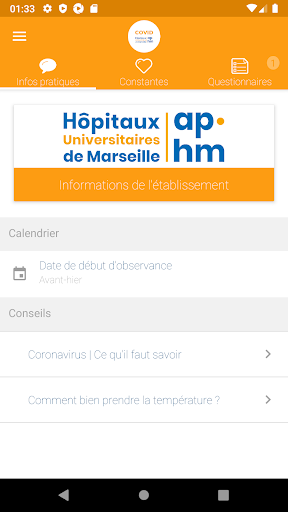 01:33
COVID
Infos pratiques
Constantes
Questionnaires
1
Hôpitaux
Universitaires
de Marseille
ap·
hm
Informations de l'établissement
Calendrier
Date de début d'observance
Avant-hier
Conseils
Coronavirus | Ce qu'il faut savoir
Comment bien prendre la température ?